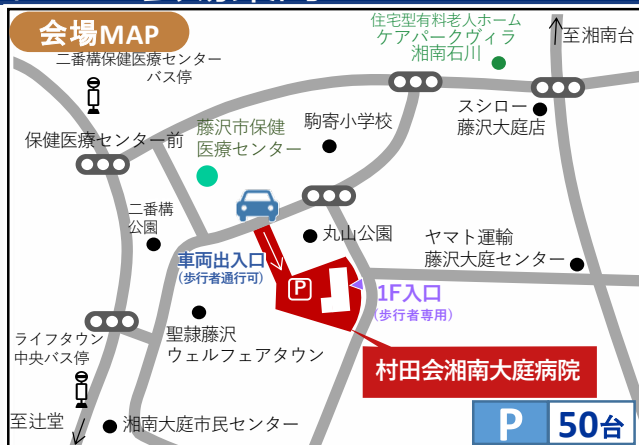 会場MAP
住宅型有料老人ホーム
ケアパークヴィラ
湘南石川
至湘南台
二番構保健医療センター
バス停
スシロー
藤沢大庭店
藤沢市保健
医療センター
駒寄小学校
保健医療センター前
二番構
公園
丸山公園
ヤマト運輸
藤沢大庭センター
車両出入口
(歩行者通行可)
P
1F入口
(歩行者専用)
聖隷藤沢
ウェルフェアタウン
ライフタウン
中央バス停
村田会湘南大庭病院
至辻堂
湘南大庭市民センター
P 50台